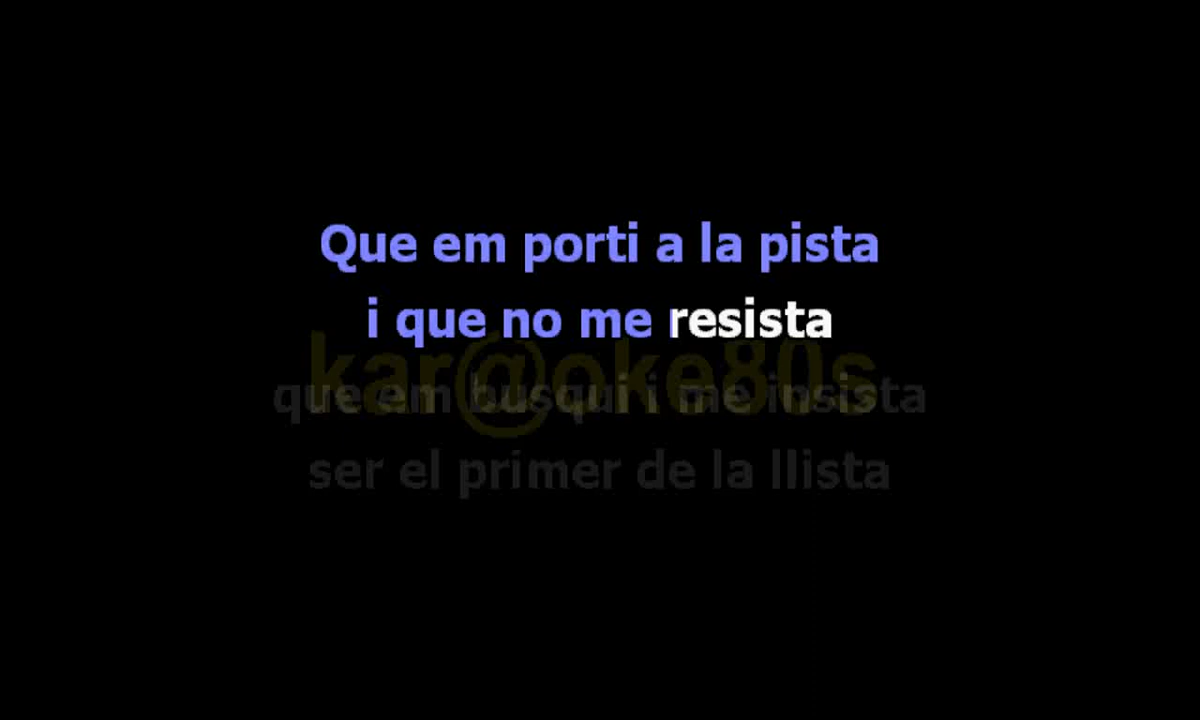 Que em porti a la pista
i que no me resista
kar@oke80s
que em busqui i me insista
ser el primer de la llista